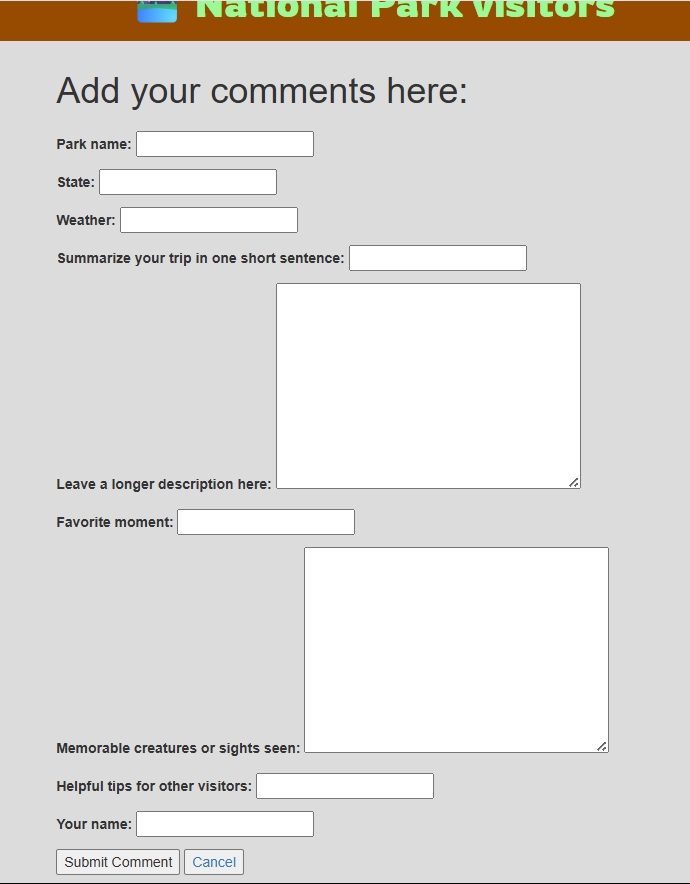 National Park Visitors
Add your comments here:
Park name:
State:
Weather:
Summarize your trip in one short sentence:
Leave a longer description here:
Favorite moment:
Memorable creatures or sights seen:
Helpful tips for other visitors:
Your name:
Submit Comment Cancel